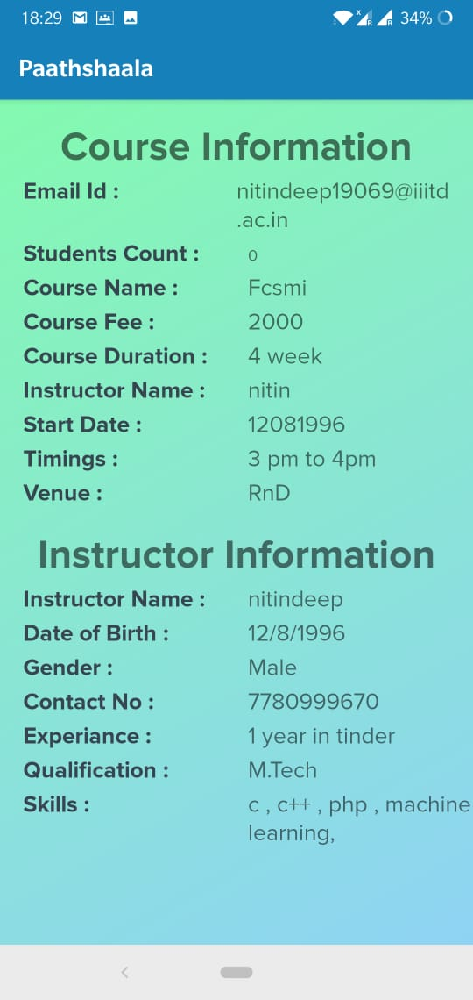 18:29 34%
Paathshaala
Course Information
Email Id : nitindeep19069@iiitd
.ac.in
Students Count : 0
Course Name : Fcsmi
Course Fee : 2000
Course Duration : 4 week
Instructor Name : nitin
Start Date : 12081996
Timings : 3 pm to 4pm
Venue : RnD
Instructor Information
Instructor Name : nitindeep
Date of Birth : 12/8/1996
Gender : Male
Contact No : 7780999670
Experiance : 1 year in tinder
Qualification : M.Tech
Skills : c , c++ , php , machine
learning,